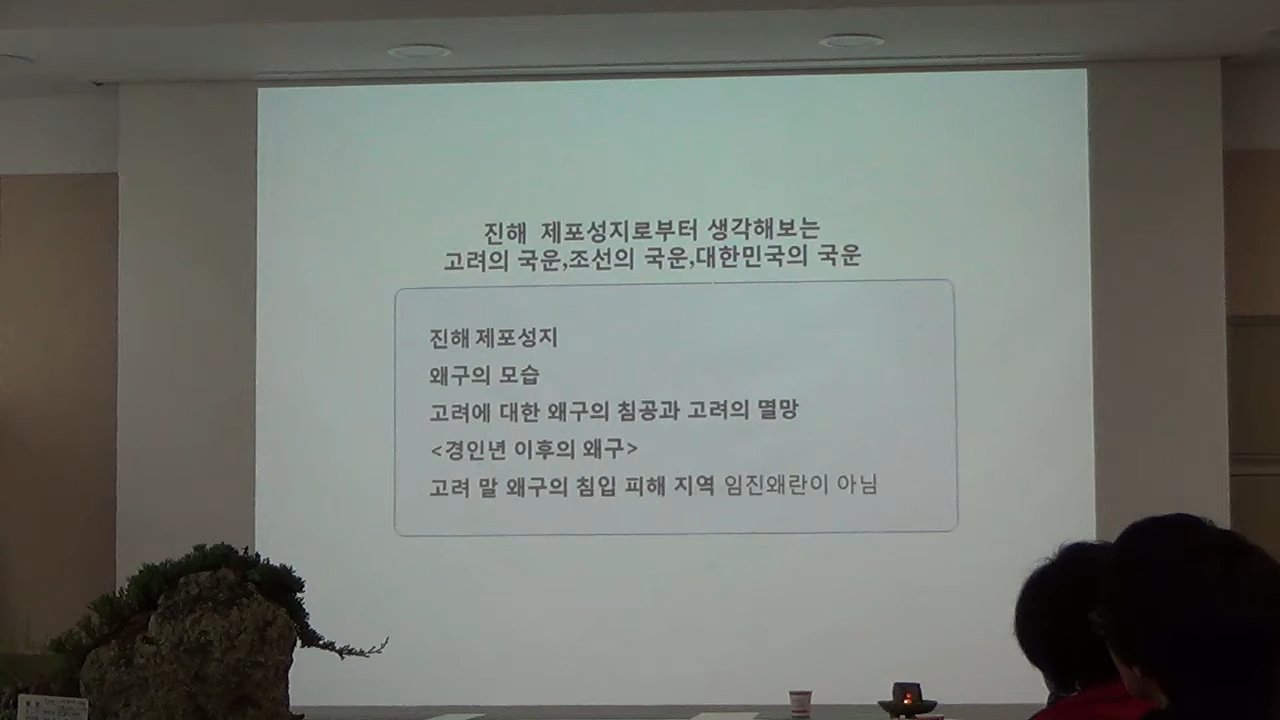 진해 제포성지로부터 생각해보는
고려의 국운,조선의 국운,대한민국의 국운
진해 제포성지
왜구의 모습
고려에 대한 왜구의 침공과 고려의 멸망
<경인년 이후의 왜구>
고려 말 왜구의 침입 피해 지역 임진왜란이 아님